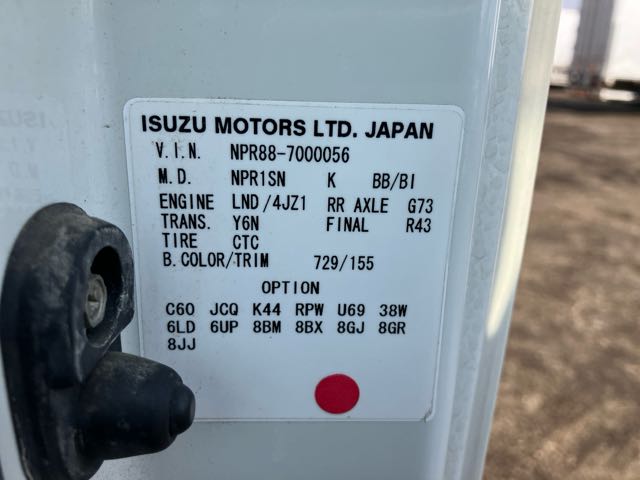 ISUZU MOTORS LTD. JAPAN
V.I.N. NPR88-7000056
M.D. NPR1SN K BB/BI
ENGINE LND/4JZ1 RR AXLE G73
TRANS. Y6N FINAL R43
TIRE CTC
B.COLOR/TRIM 729/155
OPTION
C60 JCQ K44 RPW U69 38W
6LD 6UP 8BM 8BX 8GJ 8GR
8JJ